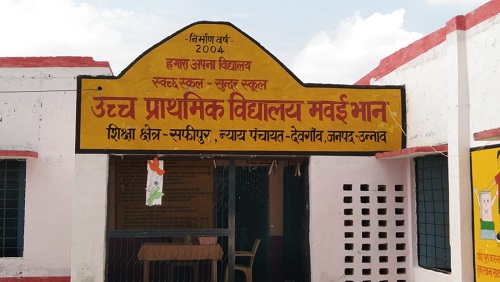 -निर्माण वर्ष-
2004
हमारा अपना विद्यालय
स्वच्छ स्कूल - सुन्दर स्कूल
उच्च प्राथमिक विद्यालय मवई भान
शिक्षा क्षेत्र - सफीपुर, न्याय पंचायत - देवगाँव, जनपद - उन्नाव